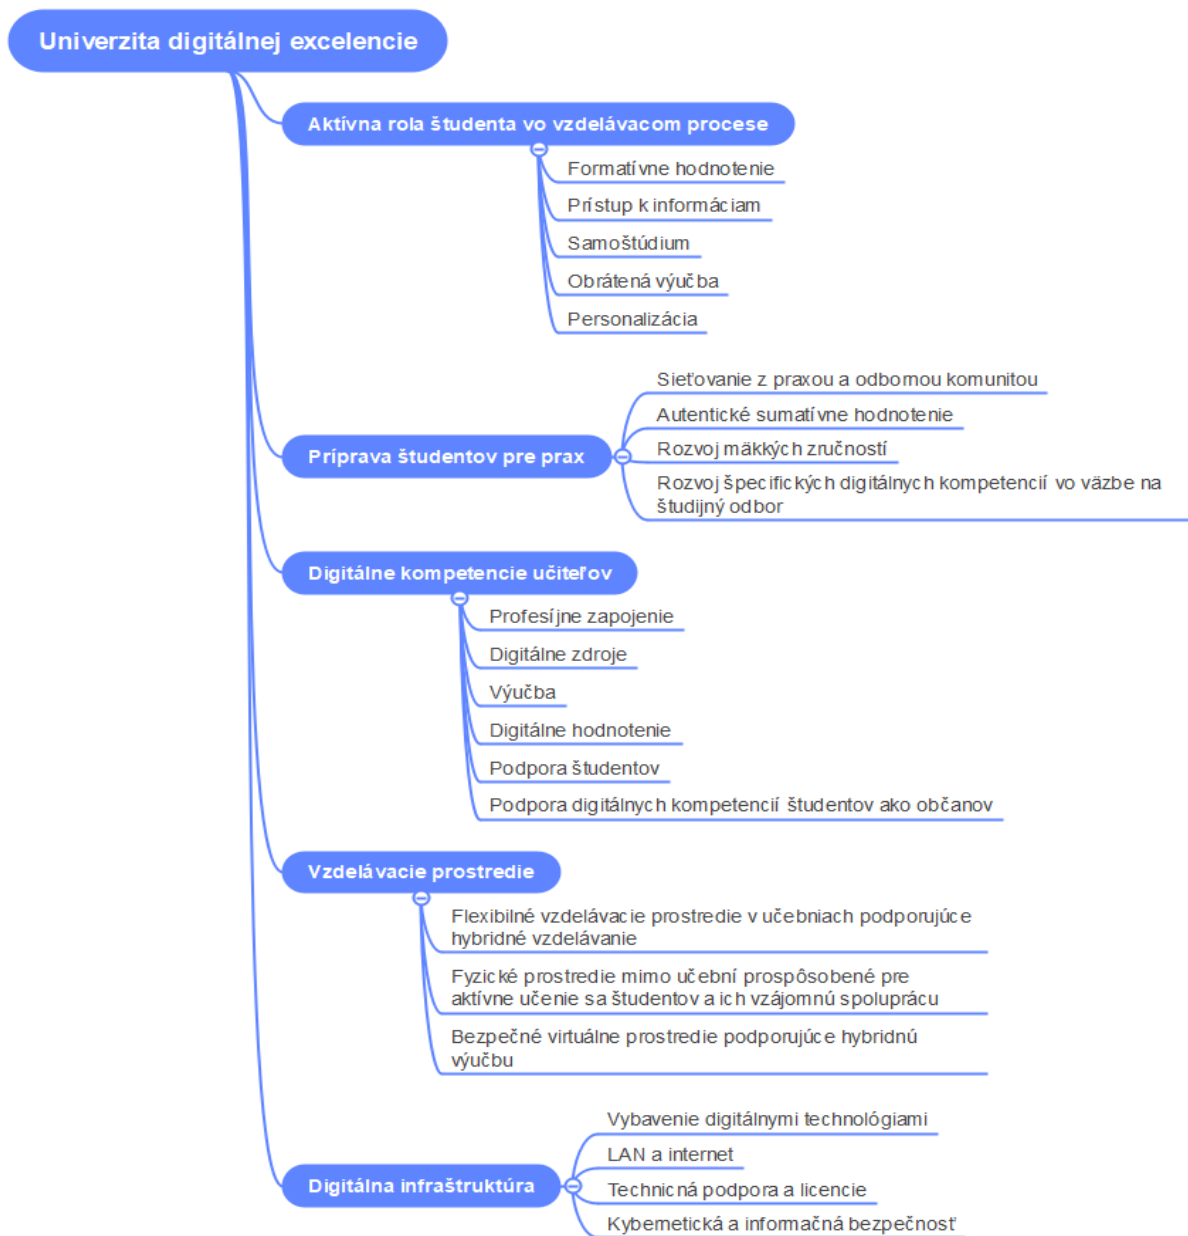 Univerzita digitálnej excelencie
Aktívna rola študenta vo vzdelávacom procese
Formatívne hodnotenie
Prístup k informáciam
Samoštúdium
Obrátená výučba
Personalizácia
Sieťovanie z praxou a odbornou komunitou
Autentické sumatívne hodnotenie
Príprava študentov pre prax
Rozvoj mäkkých zručností
Rozvoj špecifických digitálnych kompetencií vo väzbe na
študijný odbor
Digitálne kompetencie učiteľov
Profesíjne zapojenie
Digitálne zdroje
Výučba
Digitálne hodnotenie
Podpora študentov
Podpora digitálnych kompetencií študentov ako občanov
Vzdelávacie prostredie
Flexibilné vzdelávacie prostredie v učebniach podporujúce
hybridné vzdelávanie
Fyzické prostredie mimo učební prospôsobené pre
aktívne učenie sa študentov a ich vzájomnú spoluprácu
Bezpečné virtuálne prostredie podporujúce hybridnú
výučbu
Vybavenie digitálnymi technológiami
LAN a internet
Digitálna infraštruktúra
Technicná podpora a licencie
Kybernetická a informačná bezpečnosť